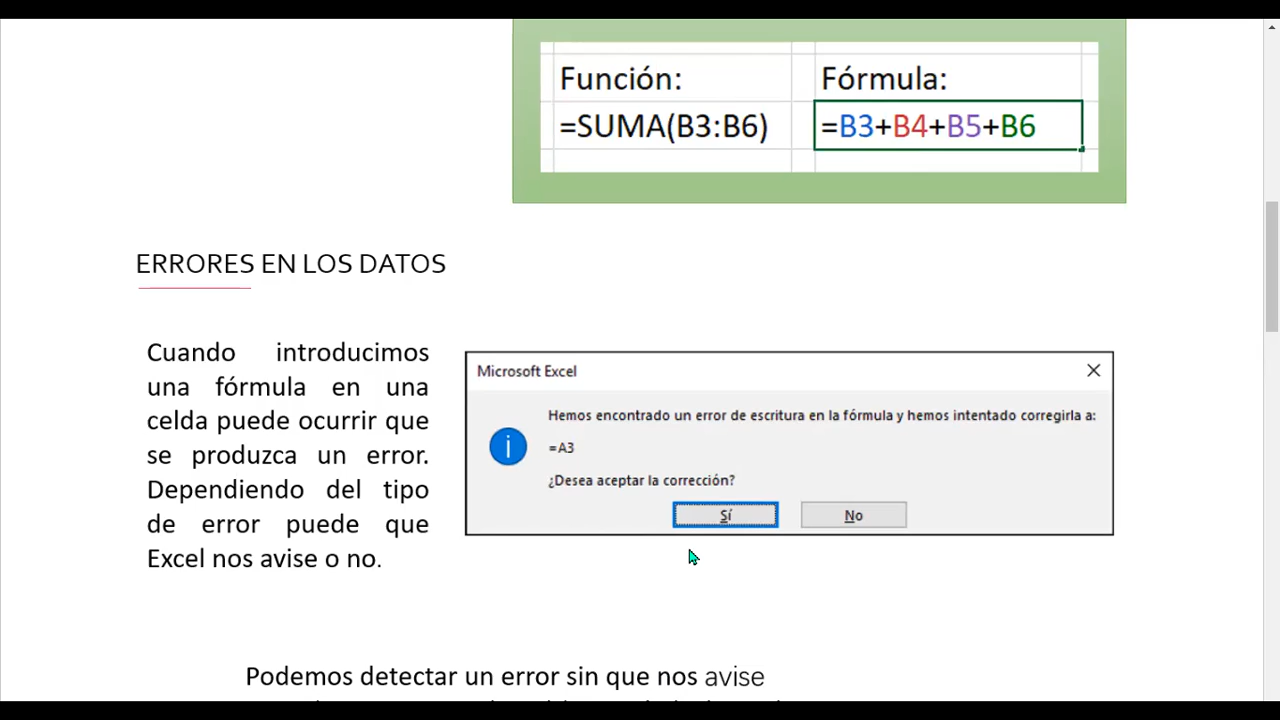 Función: Fórmula:
=SUMA(B3:B6) =B3+B4+B5+B6
ERRORES EN LOS DATOS
Cuando introducimos
una fórmula en una
celda puede ocurrir que
se produzca un error.
Dependiendo del tipo
de error puede que
Excel nos avise o no.
Microsoft Excel
Hemos encontrado un error de escritura en la fórmula y hemos intentado corregirla a:
=A3
¿Desea aceptar la corrección?
Sí No
Podemos detectar un error sin que nos avise